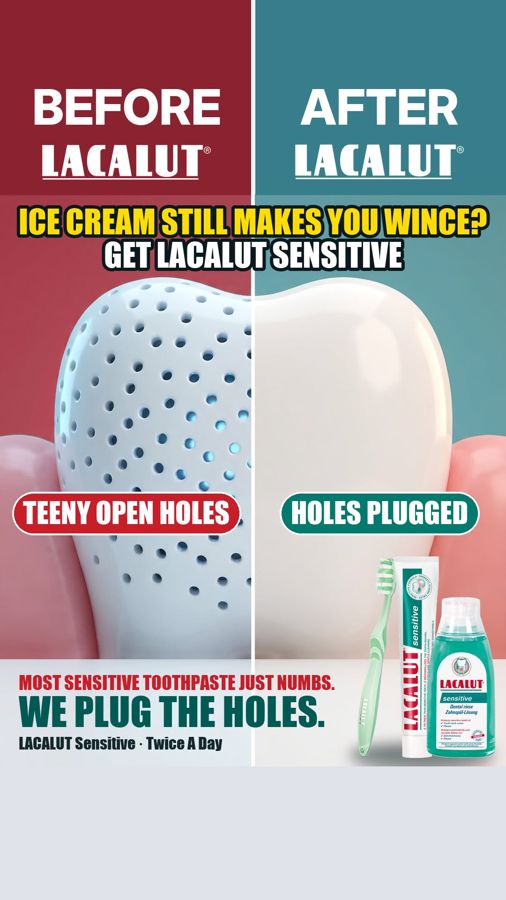 BEFORE
LACALUT®
AFTER
LACALUT®
ICE CREAM STILL MAKES YOU WINCE?
GET LACALUT SENSITIVE
TEENY OPEN HOLES
HOLES PLUGGED
MOST SENSITIVE TOOTHPASTE JUST NUMBS.
WE PLUG THE HOLES.
LACALUT Sensitive · Twice A Day
LACALUT sensitive
LACALUT
sensitive
Dental rinse
Zahnspül-Lösung